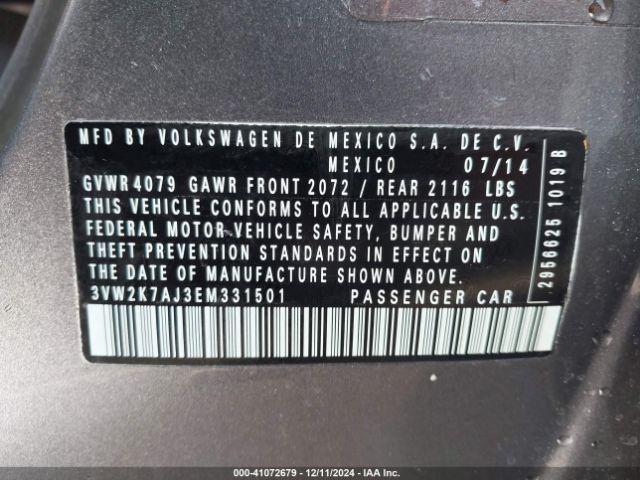 MFD BY VOLKSWAGEN DE MEXICO S.A. DE C.V.
MEXICO 07/14
GVWR 4079 GAWR FRONT 2072 / REAR 2116 LBS
THIS VEHICLE CONFORMS TO ALL APPLICABLE U.S.
FEDERAL MOTOR VEHICLE SAFETY, BUMPER AND
THEFT PREVENTION STANDARDS IN EFFECT ON
THE DATE OF MANUFACTURE SHOWN ABOVE.
3VW2K7AJ3EM331501 PASSENGER CAR
2956625 1019 B
000-41072679 - 12/11/2024 - IAA Inc.